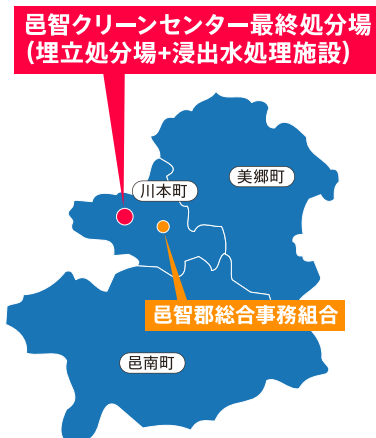 邑智クリーンセンター最終処分場
(埋立処分場+浸出水処理施設)
美郷町
川本町
邑智郡総合事務組合
邑南町